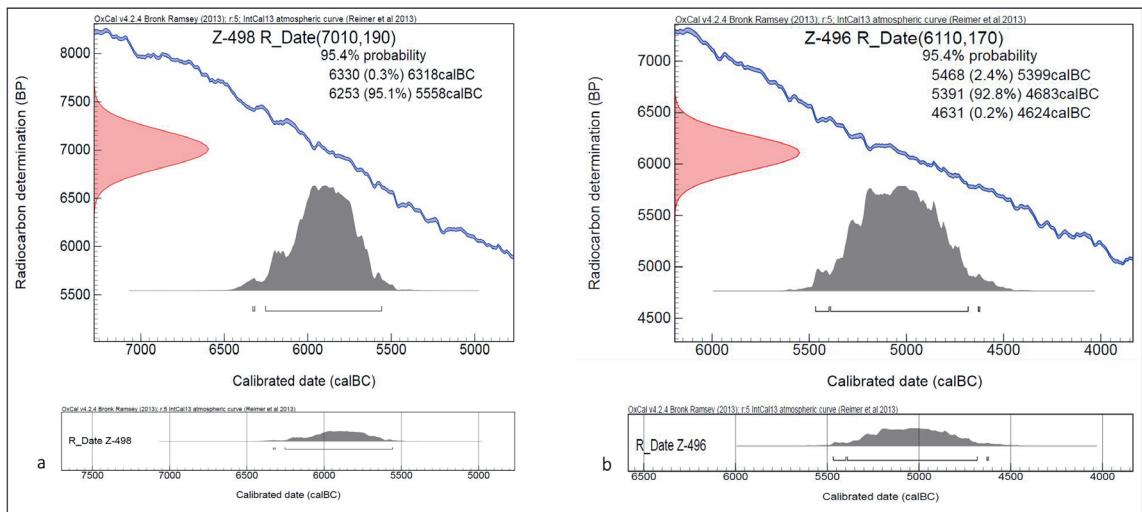 OxCal v4.2.4 Bronk Ramsey (2013); r:5; IntCal13 atmospheric curve (Reimer et al 2013)
Z-498 R_Date(7010,190)
95.4% probability
6330 (0.3%) 6318calBC
6253 (95.1%) 5558calBC
Radiocarbon determination (BP)
8000
7500
7000
6500
6000
5500
7000 6500 6000 5500 5000
Calibrated date (calBC)
OxCal v4.2.4 Bronk Ramsey (2013); r:5; IntCal13 atmospheric curve (Reimer et al 2013)
Z-496 R_Date(6110,170)
95.4% probability
5468 (2.4%) 5399calBC
5391 (92.8%) 4683calBC
4631 (0.2%) 4624calBC
Radiocarbon determination (BP)
7000
6500
6000
5500
5000
4500
6000 5500 5000 4500 4000
Calibrated date (calBC)
OxCal v4.2.4 Bronk Ramsey (2013); r:5 IntCal13 atmospheric curve (Reimer et al 2013)
R_Date Z-498
7500 7000 6500 6000 5500 5000
Calibrated date (calBC)
a
OxCal v4.2.4 Bronk Ramsey (2013); r:5 IntCal13 atmospheric curve (Reimer et al 2013)
R_Date Z-496
6500 6000 5500 5000 4500 4000
Calibrated date (calBC)
b